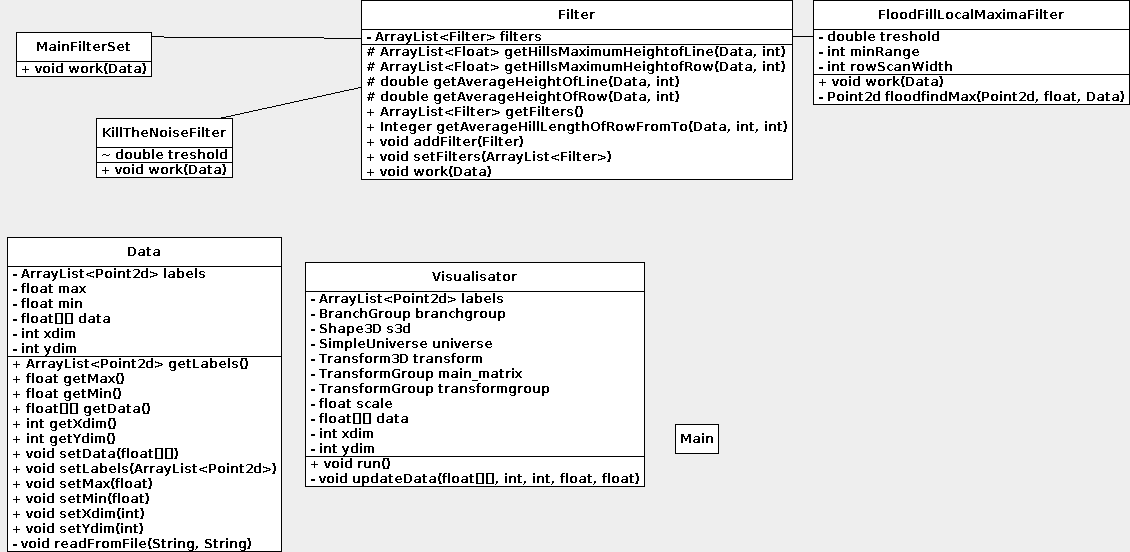 MainFilterSet
+ void work(Data)
Filter
- ArrayList<Filter> filters
# ArrayList<Float> getHillsMaximumHeightofLine(Data, int)
# ArrayList<Float> getHillsMaximumHeightofRow(Data, int)
# double getAverageHeightOfLine(Data, int)
# double getAverageHeightOfRow(Data, int)
+ ArrayList<Filter> getFilters()
+ Integer getAverageHillLengthOfRowFromTo(Data, int, int)
+ void addFilter(Filter)
+ void setFilters(ArrayList<Filter>)
+ void work(Data)
FloodFillLocalMaximaFilter
- double treshold
- int minRange
- int rowScanWidth
+ void work(Data)
- Point2d floodfindMax(Point2d, float, Data)
KillTheNoiseFilter
~ double treshold
+ void work(Data)
Data
- ArrayList<Point2d> labels
- float max
- float min
- float[][] data
- int xdim
- int ydim
+ ArrayList<Point2d> getLabels()
+ float getMax()
+ float getMin()
+ float[][] getData()
+ int getXdim()
+ int getYdim()
+ void setData(float[][])
+ void setLabels(ArrayList<Point2d>)
+ void setMax(float)
+ void setMin(float)
+ void setXdim(int)
+ void setYdim(int)
- void readFromFile(String, String)
Visualisator
- ArrayList<Point2d> labels
- BranchGroup branchgroup
- Shape3D s3d
- SimpleUniverse universe
- Transform3D transform
- TransformGroup main_matrix
- TransformGroup transformgroup
- float scale
- float[][] data
- int xdim
- int ydim
+ void run()
- void updateData(float[][], int, int, float, float)
Main